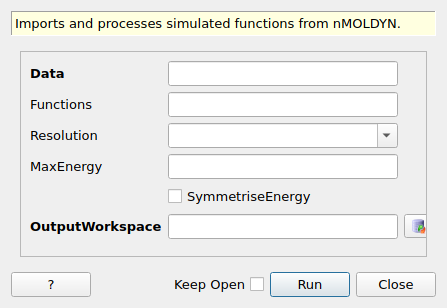 Imports and processes simulated functions from nMOLDYN.
Data
Functions
Resolution
MaxEnergy
SymmetriseEnergy
OutputWorkspace
? Keep Open Run Close